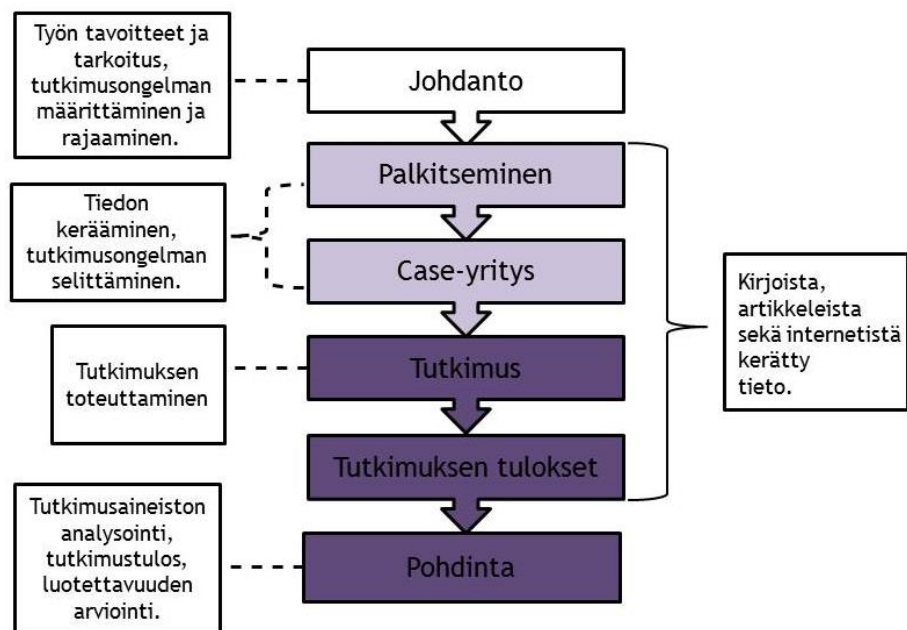 Työn tavoitteet ja
tarkoitus,
tutkimusongelman
määrittäminen ja
rajaaminen.
Johdanto
Palkitseminen
Tiedon
kerääminen,
tutkimusongelman
selittäminen.
Case-yritys
Kirjoista,
artikkeleista
sekä internetistä
kerätty
tieto.
Tutkimuksen
toteuttaminen
Tutkimus
Tutkimuksen tulokset
Tutkimusaineiston
analysointi,
tutkimustulos,
luotettavuuden
arviointi.
Pohdinta